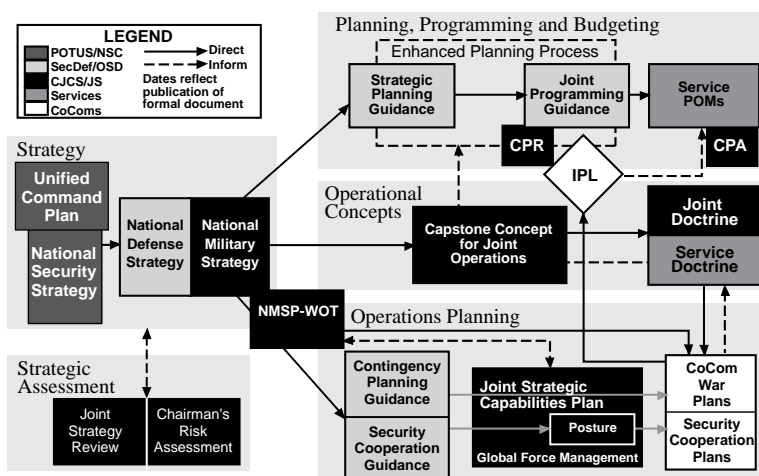 LEGEND
POTUS/NSC
SecDef/OSD
CJCS/JS
Services
CoComs
Direct
Inform
Dates reflect
publication of
formal document
Planning, Programming and Budgeting
Enhanced Planning Process
Strategic
Planning
Guidance
Joint
Programming
Guidance
Service
POMs
CPR
CPA
IPL
Strategy
Unified
Command
Plan
National
Security
Strategy
National
Defense
Strategy
National
Military
Strategy
Operational
Concepts
Capstone Concept
for Joint
Operations
Joint
Doctrine
Service
Doctrine
NMSP-WOT
Operations Planning
Contingency
Planning
Guidance
Security
Cooperation
Guidance
Joint Strategic
Capabilities Plan
Posture
Global Force Management
CoCom
War
Plans
Security
Cooperation
Plans
Strategic
Assessment
Joint
Strategy
Review
Chairman's
Risk
Assessment